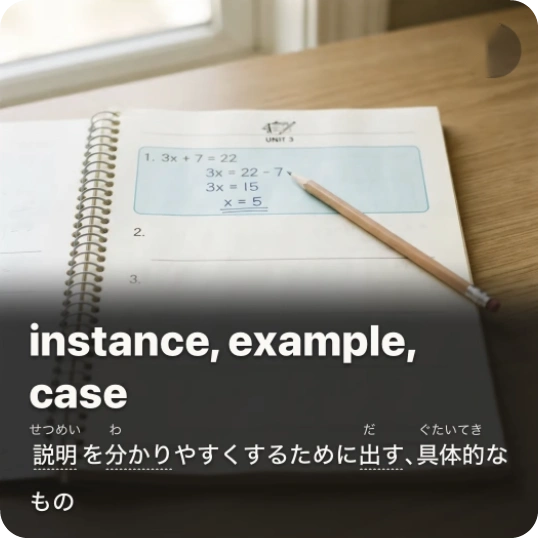 UNIT 3
1. 3x + 7 = 22
3x = 22 - 7
3x = 15
x = 5
2.
3.
instance, example,
case
せつめい わ だ ぐたいてき
説明を分かりやすくするために出す、具体的な
もの